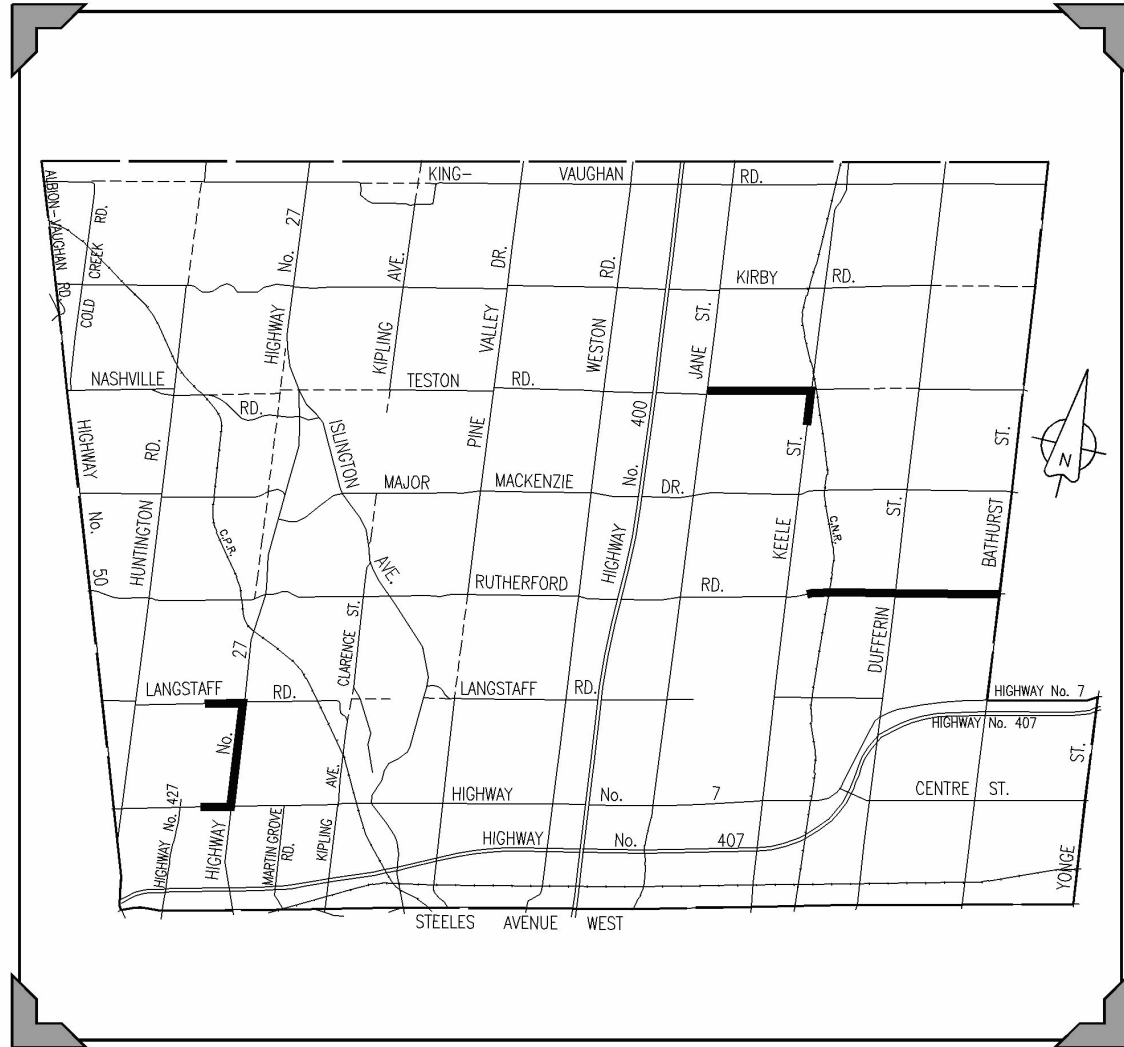 KING- VAUGHAN RD.
ALBION-VAUGHAN RD.
COLD CREEK RD.
HIGHWAY No. 27
KIPLING AVE.
PINE VALLEY DR.
WESTON RD.
JANE ST.
KIRBY RD.
NASHVILLE RD.
TESTON RD.
HIGHWAY No. 50
HUNTINGTON RD.
ISLINGTON AVE.
HIGHWAY No. 400
MAJOR MACKENZIE DR.
KEELE ST.
C.N.R.
DUFFERIN ST.
BATHURST ST.
N
C.P.R.
RUTHERFORD RD.
CLARENCE ST.
LANGSTAFF RD.
LANGSTAFF RD.
HIGHWAY No. 27
HIGHWAY No. 7
HIGHWAY No. 407
HIGHWAY No. 427
MARTIN GROVE RD.
KIPLING AVE.
HIGHWAY No. 7
CENTRE ST.
HIGHWAY No. 407
YONGE ST.
STEELES AVENUE WEST